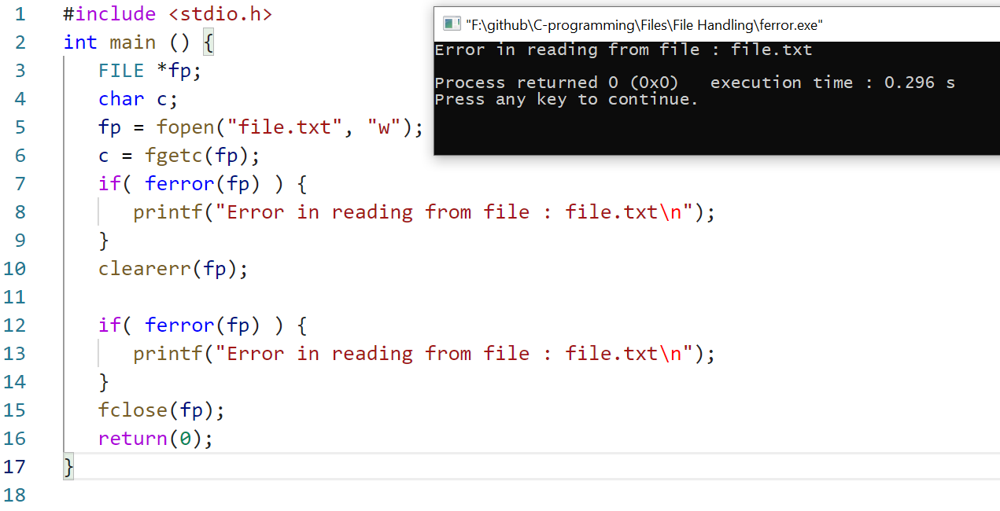 1 #include <stdio.h>
2 int main () {
3 FILE *fp;
4 char c;
5 fp = fopen("file.txt", "w");
6 c = fgetc(fp);
7 if( ferror(fp) ) {
8 printf("Error in reading from file : file.txt\n");
9 }
10 clearerr(fp);
11
12 if( ferror(fp) ) {
13 printf("Error in reading from file : file.txt\n");
14 }
15 fclose(fp);
16 return(0);
17 }
18
"F:\github\C-programming\Files\File Handling\ferror.exe"
Error in reading from file : file.txt
Process returned 0 (0x0)   execution time : 0.296 s
Press any key to continue.